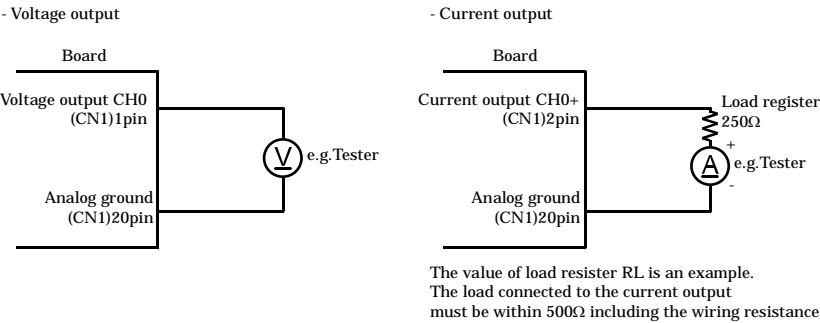 - Voltage output
Board
Voltage output CH0
(CN1)1pin
V
e.g.Tester
Analog ground
(CN1)20pin
- Current output
Board
Current output CH0+
(CN1)2pin
Load register
250Ω
+
A
e.g.Tester
-
Analog ground
(CN1)20pin
The value of load resister RL is an example.
The load connected to the current output
must be within 500Ω including the wiring resistance